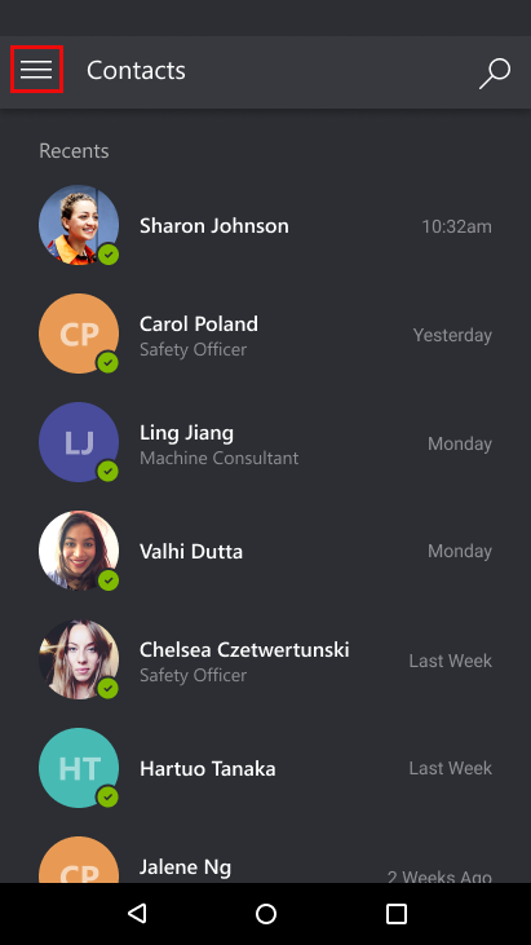 Contacts
Recents
Sharon Johnson 10:32am
CP Carol Poland Yesterday
Safety Officer
LJ Ling Jiang Monday
Machine Consultant
Valhi Dutta Monday
Chelsea Czetwertunski Last Week
Safety Officer
HT Hartuo Tanaka Last Week
CP Jalene Ng 2 Weeks Ago